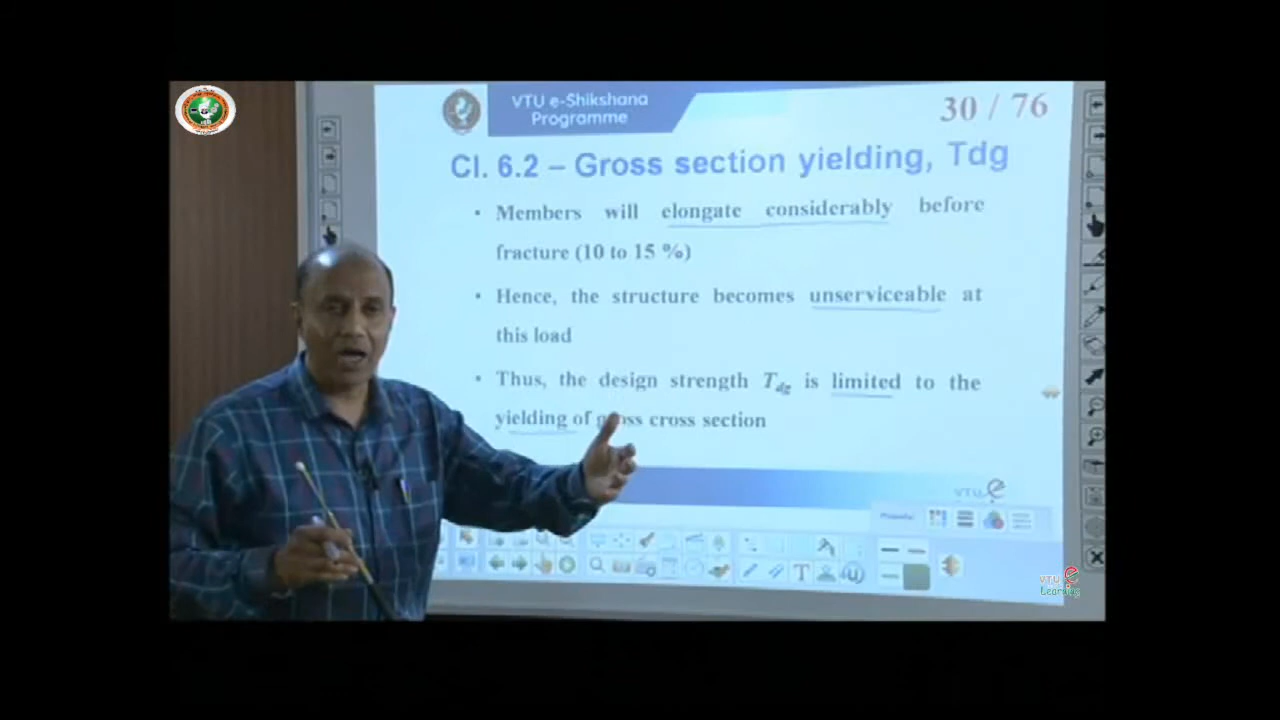 VTU e-Shikshana
Programme
30 / 76
Cl. 6.2 – Gross section yielding, Tdg
• Members will elongate considerably before
fracture (10 to 15 %)
• Hence, the structure becomes unserviceable at
this load
• Thus, the design strength Tdg is limited to the
yielding of gross cross section
VTU e
VTU e
Learning